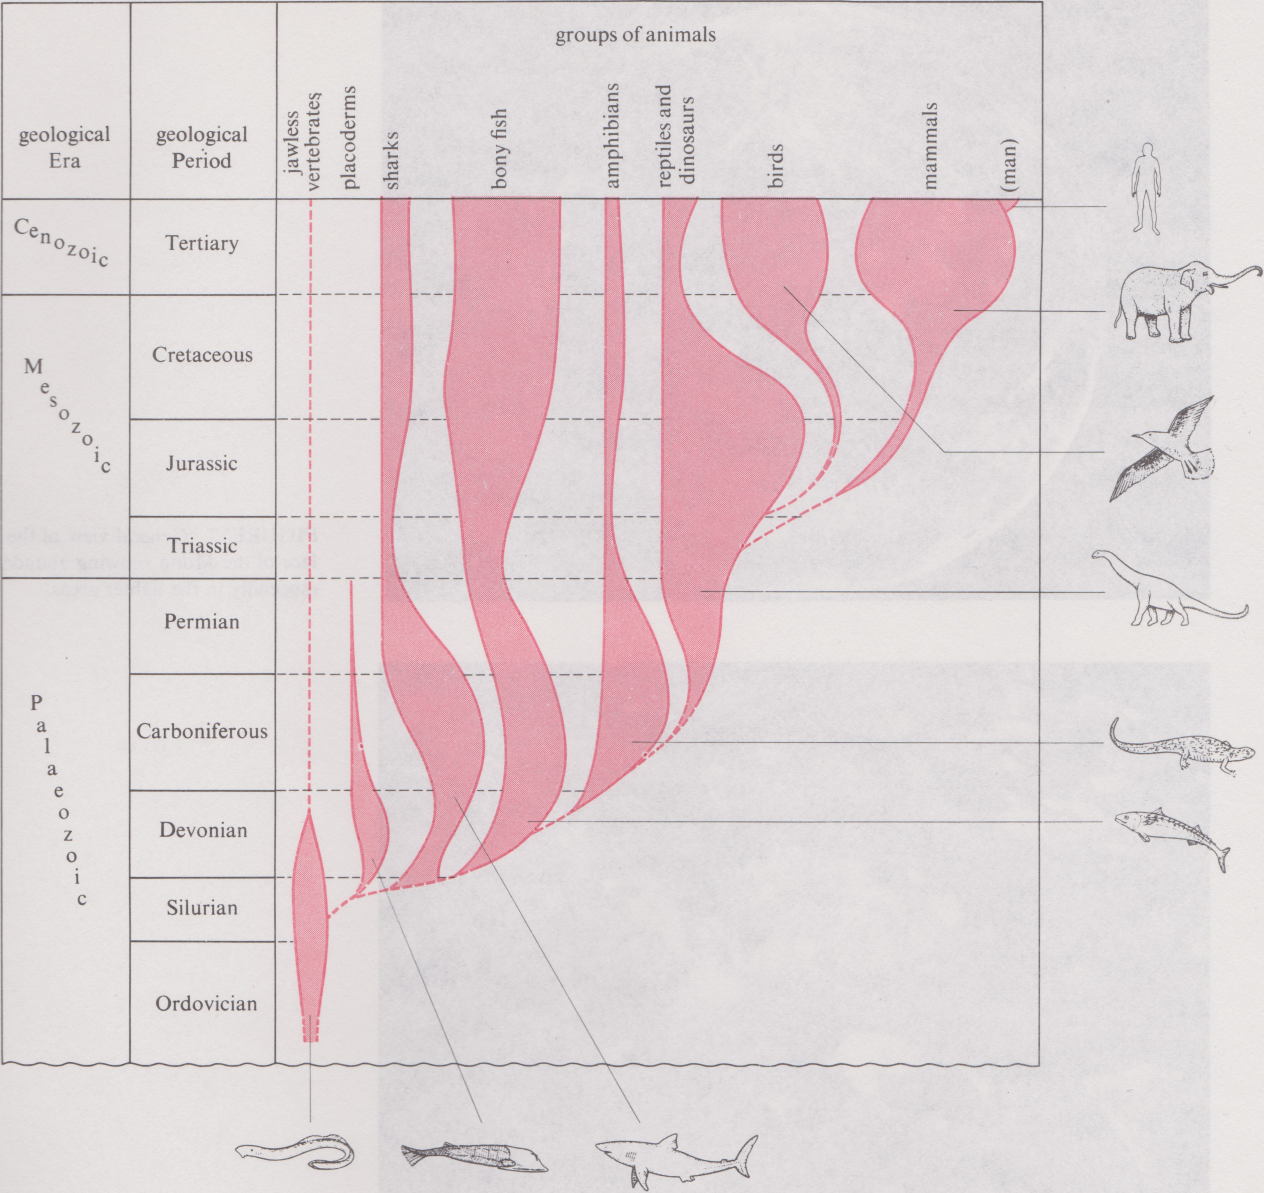 groups of animals
geological
Era
geological
Period
jawless
vertebrates
placoderms
sharks
bony fish
amphibians
reptiles and
dinosaurs
birds
mammals
(man)
Cenozoic
Tertiary
Mesozoic
Cretaceous
Jurassic
Triassic
Palaeozoic
Permian
Carboniferous
Devonian
Silurian
Ordovician